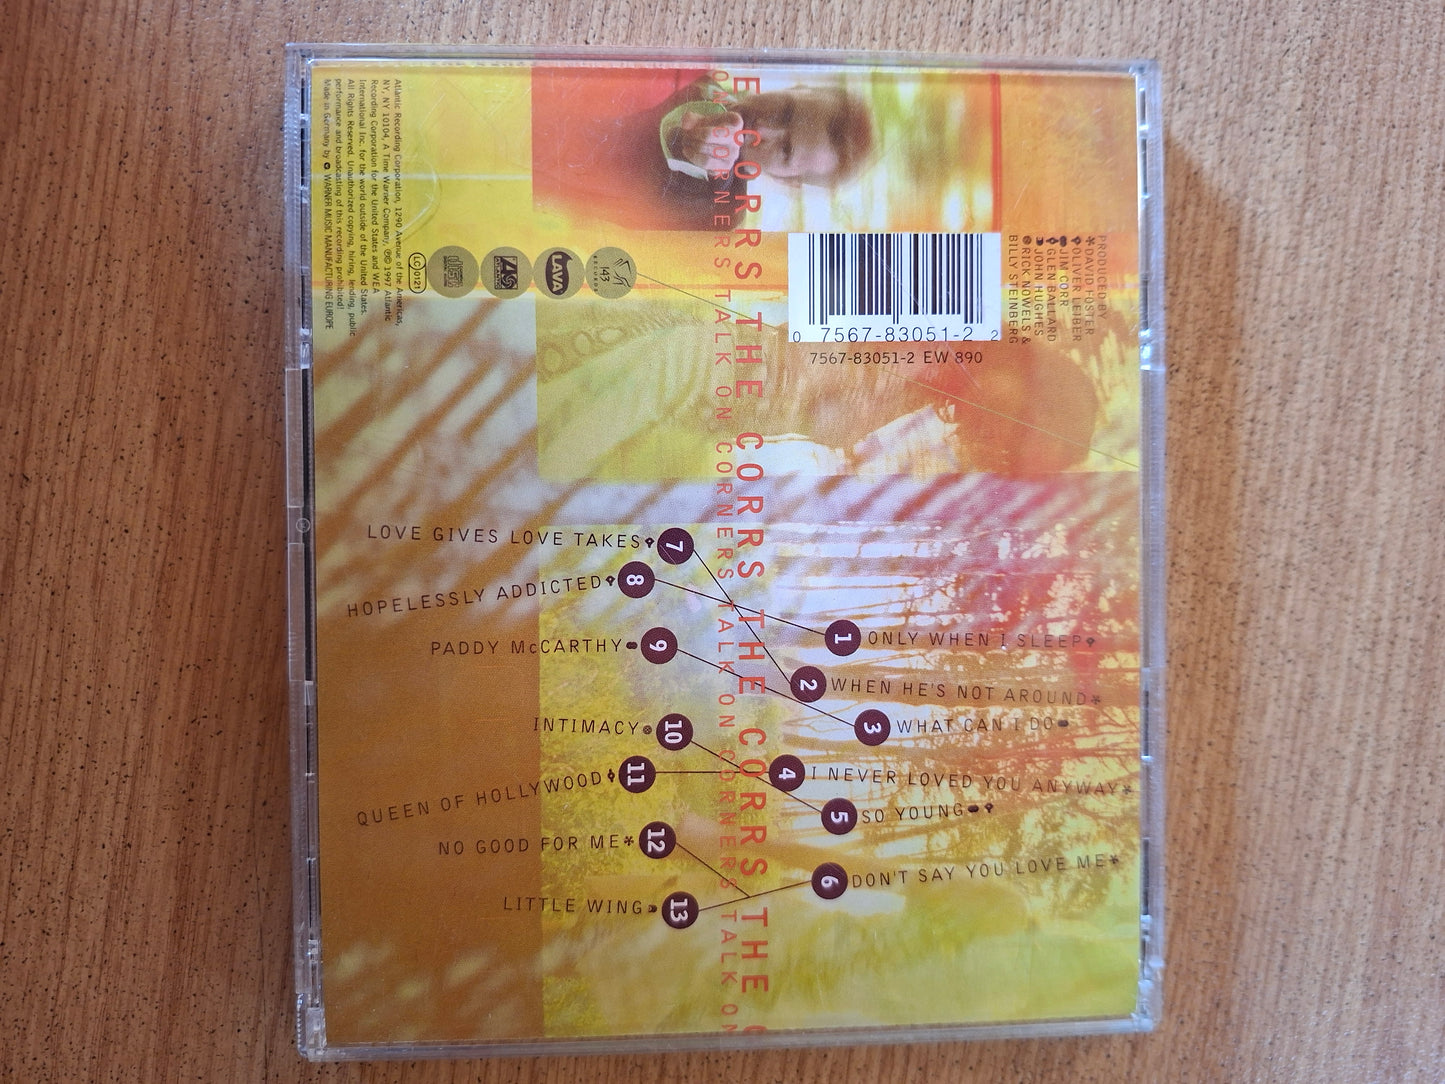 E CORRS THE CORRS THE CORRS THE
ON CORNERS TALK ON CORNERS TALK ON CORNERS TALK ON
PRODUCED BY
*DAVID FOSTER
OLIVER LEIBER
JIM CORR
GLEN BALLARD
JOHN HUGHES
RICK NOWELS &
BILLY STEINBERG
0 7567-83051-2 2
7567-83051-2 EW 890
1 ONLY WHEN I SLEEP
2 WHEN HE'S NOT AROUND*
3 WHAT CAN I DO
4 I NEVER LOVED YOU ANYWAY*
5 SO YOUNG
6 DON'T SAY YOU LOVE ME*
LOVE GIVES LOVE TAKES 7
HOPELESSLY ADDICTED 8
PADDY McCARTHY 9
INTIMACY 10
QUEEN OF HOLLYWOOD 11
NO GOOD FOR ME* 12
LITTLE WING 13
143
RECORDS
LAVA
ATLANTIC
LC 0121
Atlantic Recording Corporation, 1290 Avenue of the Americas,
NY, NY 10104, A Time Warner Company. ℗© 1997 Atlantic
Recording Corporation for the United States and WEA
International Inc. for the world outside of the United States.
All Rights Reserved. Unauthorized copying, hiring, lending, public
performance and broadcasting of this recording prohibited!
Made in Germany by WARNER MUSIC MANUFACTURING EUROPE